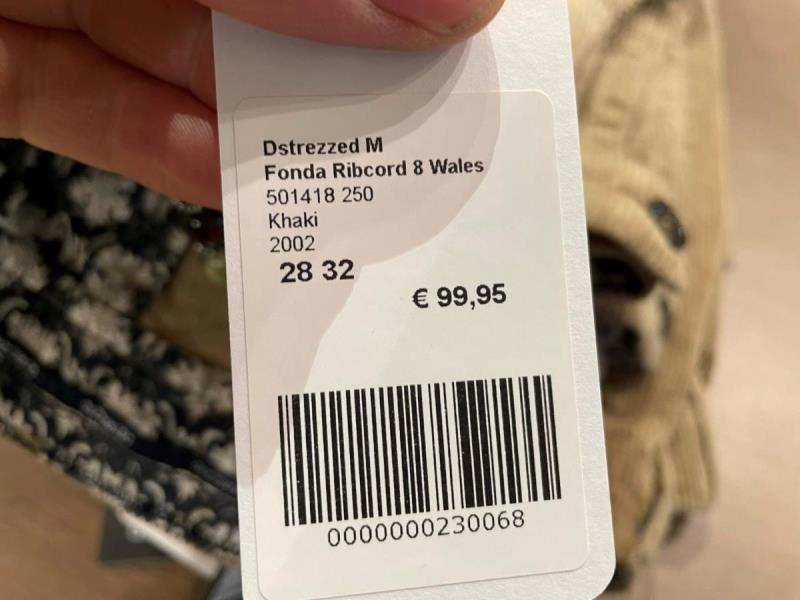 Dstrezzed M
Fonda Ribcord 8 Wales
501418 250
Khaki
2002
28 32
€ 99,95
0000000230068